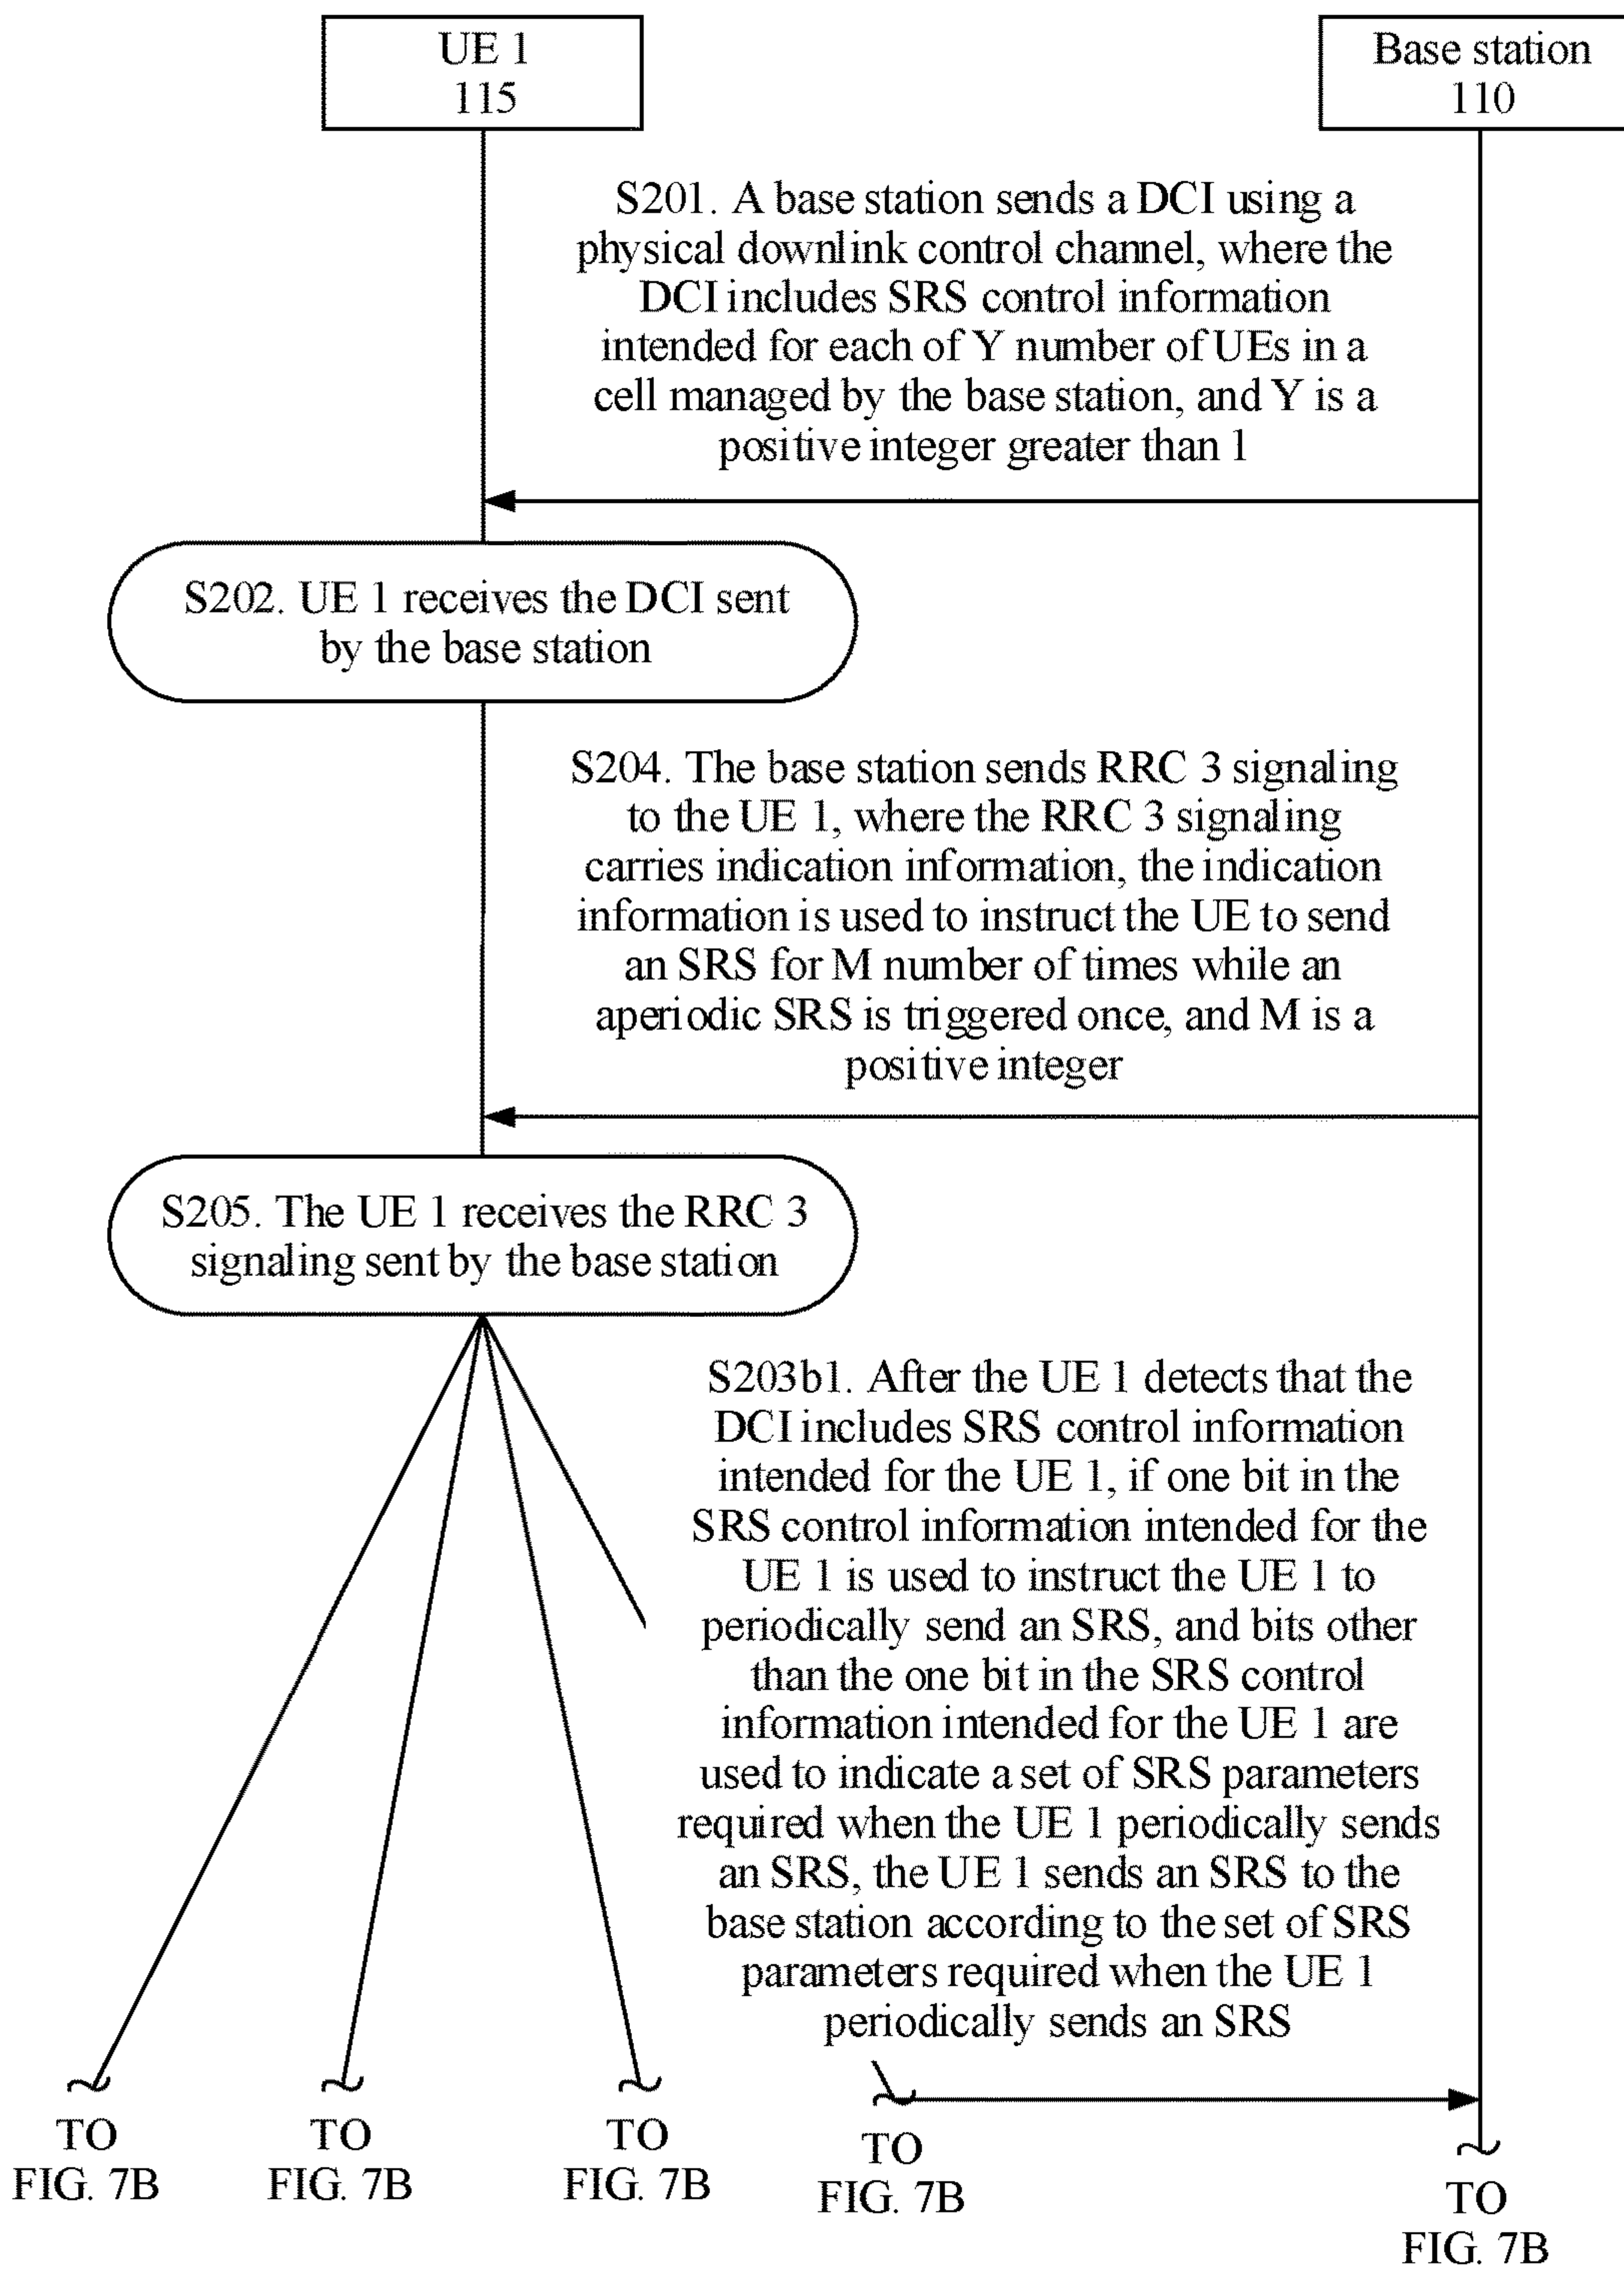 UE 1
115
Base station
110
S201. A base station sends a DCI using a
physical downlink control channel, where the
DCI includes SRS control information
intended for each of Y number of UEs in a
cell managed by the base station, and Y is a
positive integer greater than 1
S202. UE 1 receives the DCI sent
by the base station
S204. The base station sends RRC 3 signaling
to the UE 1, where the RRC 3 signaling
carries indication information, the indication
information is used to instruct the UE to send
an SRS for M number of times while an
aperiodic SRS is triggered once, and M is a
positive integer
S205. The UE 1 receives the RRC 3
signaling sent by the base station
S203b1. After the UE 1 detects that the
DCI includes SRS control information
intended for the UE 1, if one bit in the
SRS control information intended for the
UE 1 is used to instruct the UE 1 to
periodically send an SRS, and bits other
than the one bit in the SRS control
information intended for the UE 1 are
used to indicate a set of SRS parameters
required when the UE 1 periodically sends
an SRS, the UE 1 sends an SRS to the
base station according to the set of SRS
parameters required when the UE 1
periodically sends an SRS
TO
FIG. 7B
TO
FIG. 7B
TO
FIG. 7B
TO
FIG. 7B
TO
FIG. 7B